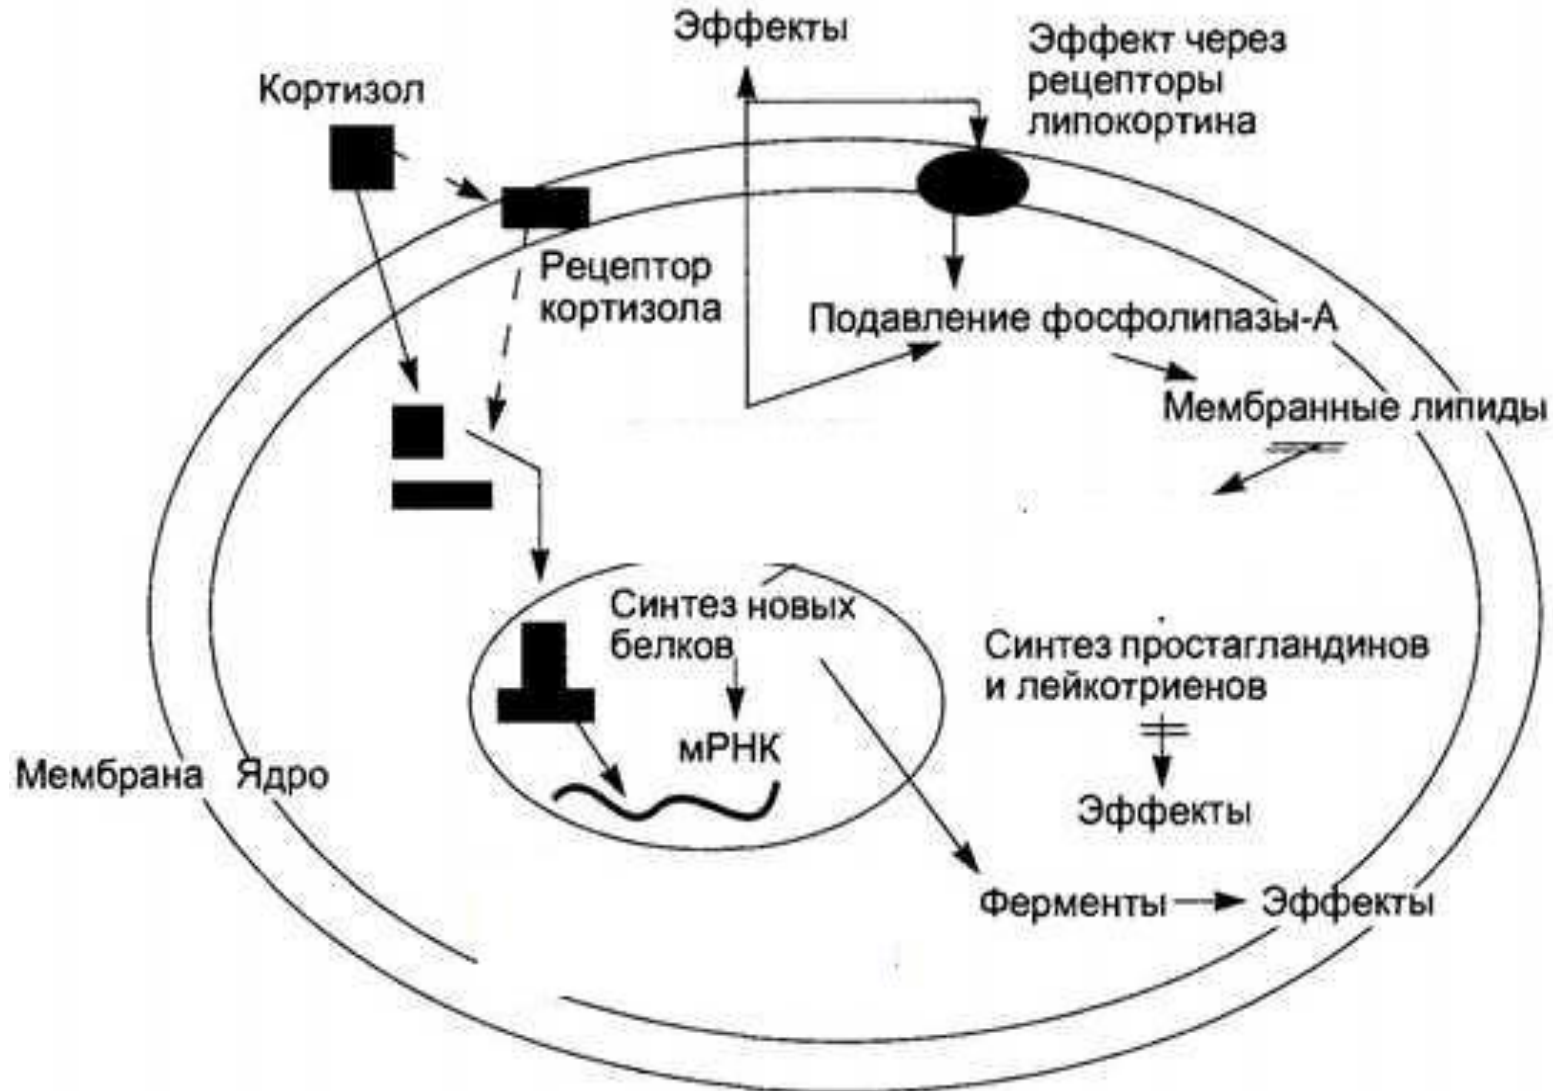 Эффекты
Эффект через
рецепторы
липокортина
Кортизол
Рецептор
кортизола
Подавление фосфолипазы-А
Мембранные липиды
Синтез новых
белков
мРНК
Синтез простагландинов
и лейкотриенов
Эффекты
Мембрана
Ядро
Ферменты
Эффекты